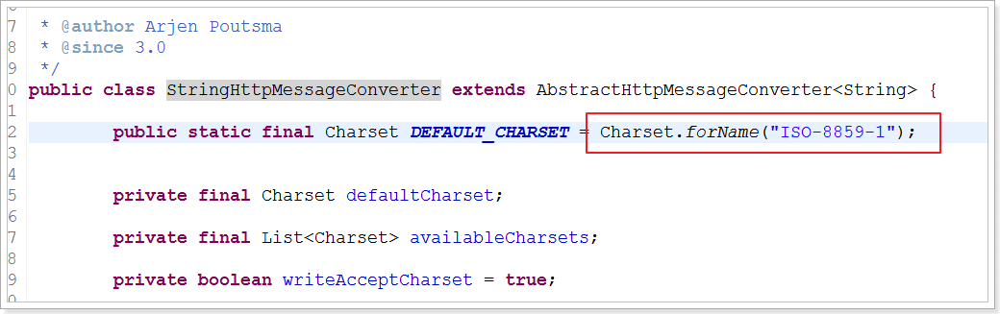 7 * @author Arjen Poutsma
8 * @since 3.0
9 */
0 public class StringHttpMessageConverter extends AbstractHttpMessageConverter<String> {
1
2 public static final Charset DEFAULT_CHARSET = Charset.forName("ISO-8859-1");
3
4
5 private final Charset defaultCharset;
6
7 private final List<Charset> availableCharsets;
8
9 private boolean writeAcceptCharset = true;